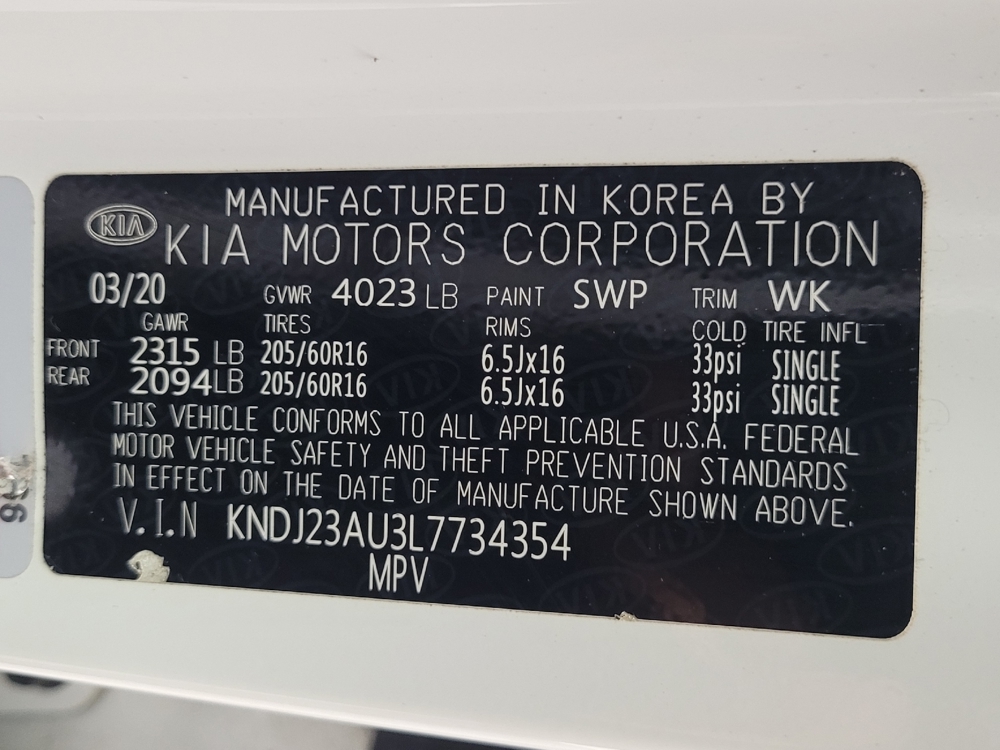 MANUFACTURED IN KOREA BY
KIA KIA MOTORS CORPORATION
03/20 GVWR 4023 LB PAINT SWP TRIM WK
GAWR TIRES RIMS COLD TIRE INFL
FRONT 2315 LB 205/60R16 6.5Jx16 33psi SINGLE
REAR 2094 LB 205/60R16 6.5Jx16 33psi SINGLE
THIS VEHICLE CONFORMS TO ALL APPLICABLE U.S.A. FEDERAL
MOTOR VEHICLE SAFETY AND THEFT PREVENTION STANDARDS
IN EFFECT ON THE DATE OF MANUFACTURE SHOWN ABOVE.
V.I.N KNDJ23AU3L7734354
MPV